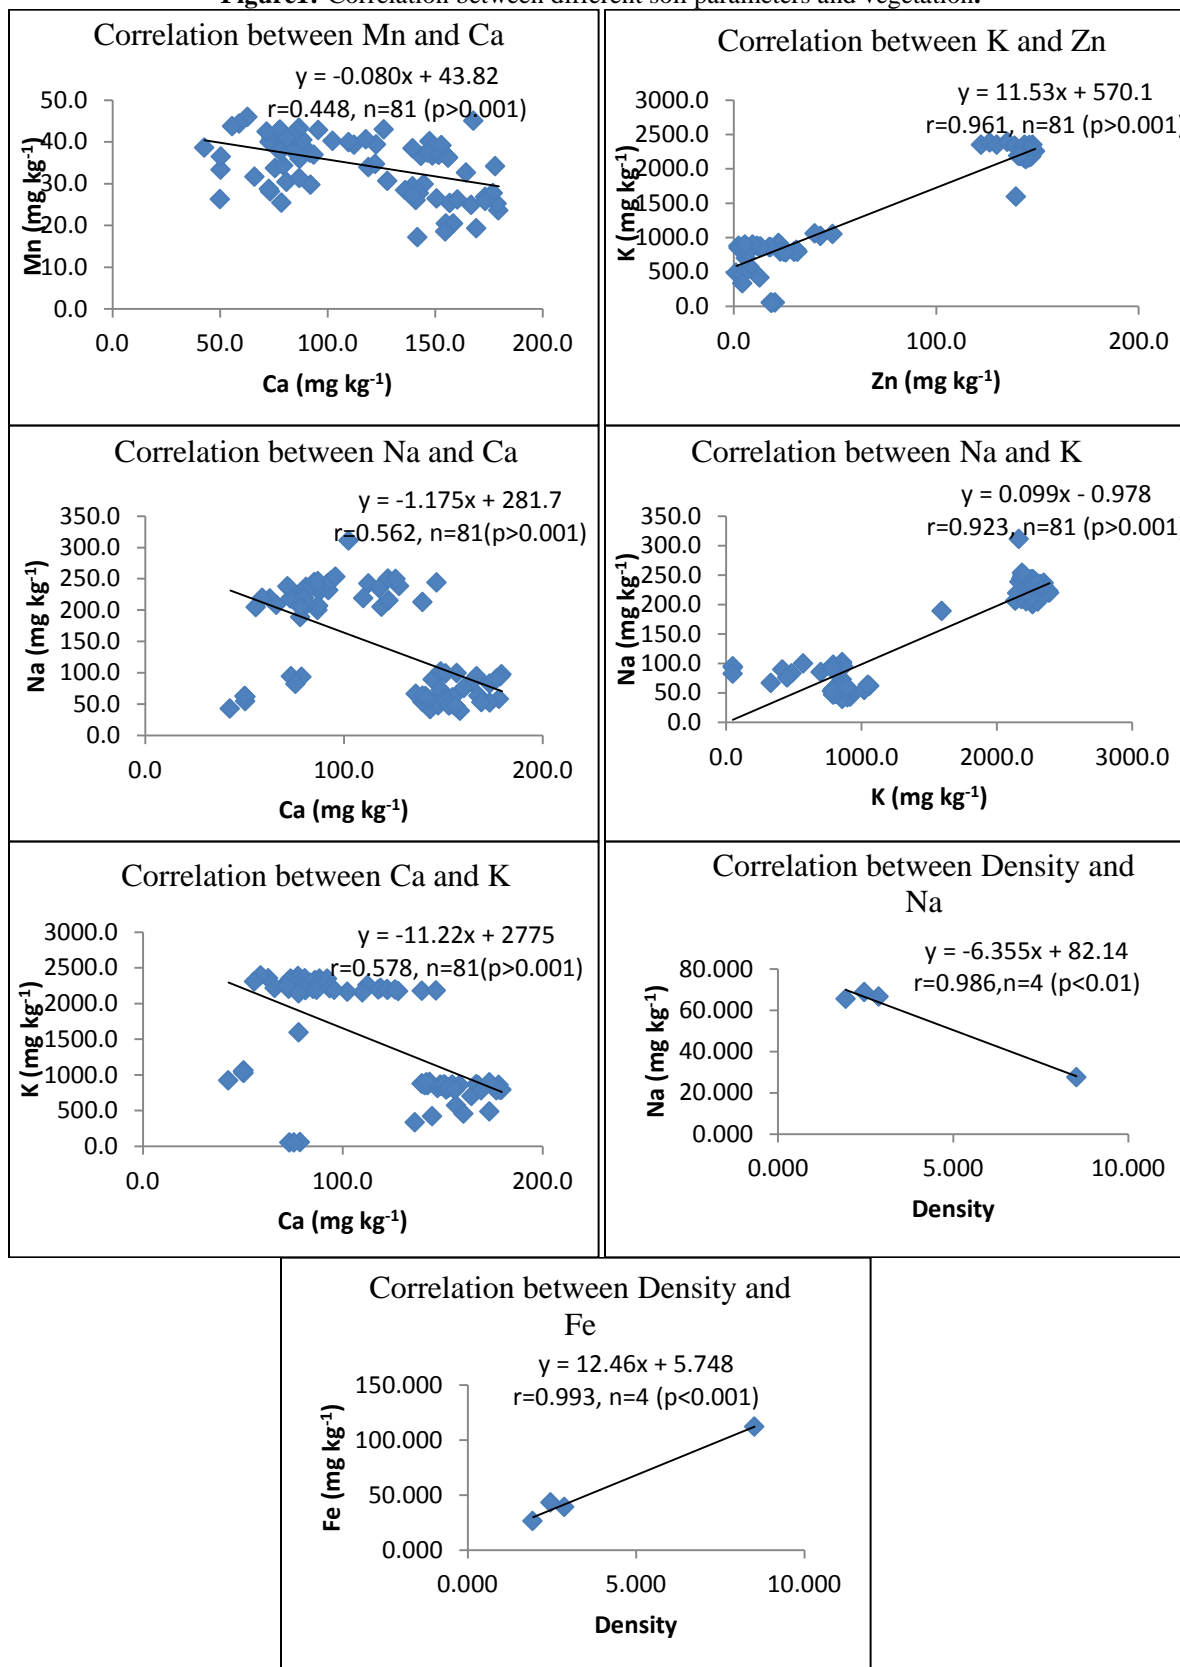 Figure1: Correlation between different soil parameters and vegetation.
Correlation between Mn and Ca
y = -0.080x + 43.82
r=0.448, n=81 (p>0.001)
Mn (mg kg-1)
50.0
40.0
30.0
20.0
10.0
0.0
0.0 50.0 100.0 150.0 200.0
Ca (mg kg-1)
Correlation between K and Zn
y = 11.53x + 570.1
r=0.961, n=81 (p>0.001)
K (mg kg-1)
3000.0
2500.0
2000.0
1500.0
1000.0
500.0
0.0
0.0 100.0 200.0
Zn (mg kg-1)
Correlation between Na and Ca
y = -1.175x + 281.7
r=0.562, n=81(p>0.001)
Na (mg kg-1)
350.0
300.0
250.0
200.0
150.0
100.0
50.0
0.0
0.0 100.0 200.0
Ca (mg kg-1)
Correlation between Na and K
y = 0.099x - 0.978
r=0.923, n=81 (p>0.001)
Na (mg kg-1)
350.0
300.0
250.0
200.0
150.0
100.0
50.0
0.0
0.0 1000.0 2000.0 3000.0
K (mg kg-1)
Correlation between Ca and K
y = -11.22x + 2775
r=0.578, n=81(p>0.001)
K (mg kg-1)
3000.0
2500.0
2000.0
1500.0
1000.0
500.0
0.0
0.0 100.0 200.0
Ca (mg kg-1)
Correlation between Density and
Na
y = -6.355x + 82.14
r=0.986,n=4 (p<0.01)
Na (mg kg-1)
80.000
60.000
40.000
20.000
0.000
0.000 5.000 10.000
Density
Correlation between Density and
Fe
y = 12.46x + 5.748
r=0.993, n=4 (p<0.001)
Fe (mg kg-1)
150.000
100.000
50.000
0.000
0.000 5.000 10.000
Density